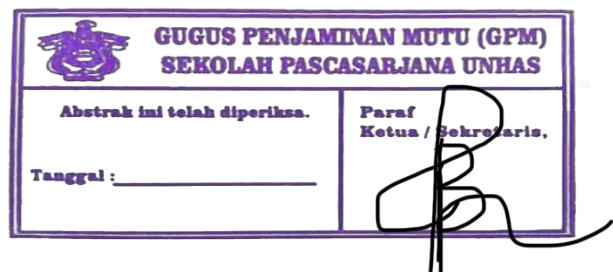 GUGUS PENJAMINAN MUTU (GPM)
SEKOLAH PASCASARJANA UNHAS
Abstrak ini telah diperiksa.
Tanggal :
Paraf
Ketua / Sekretaris,